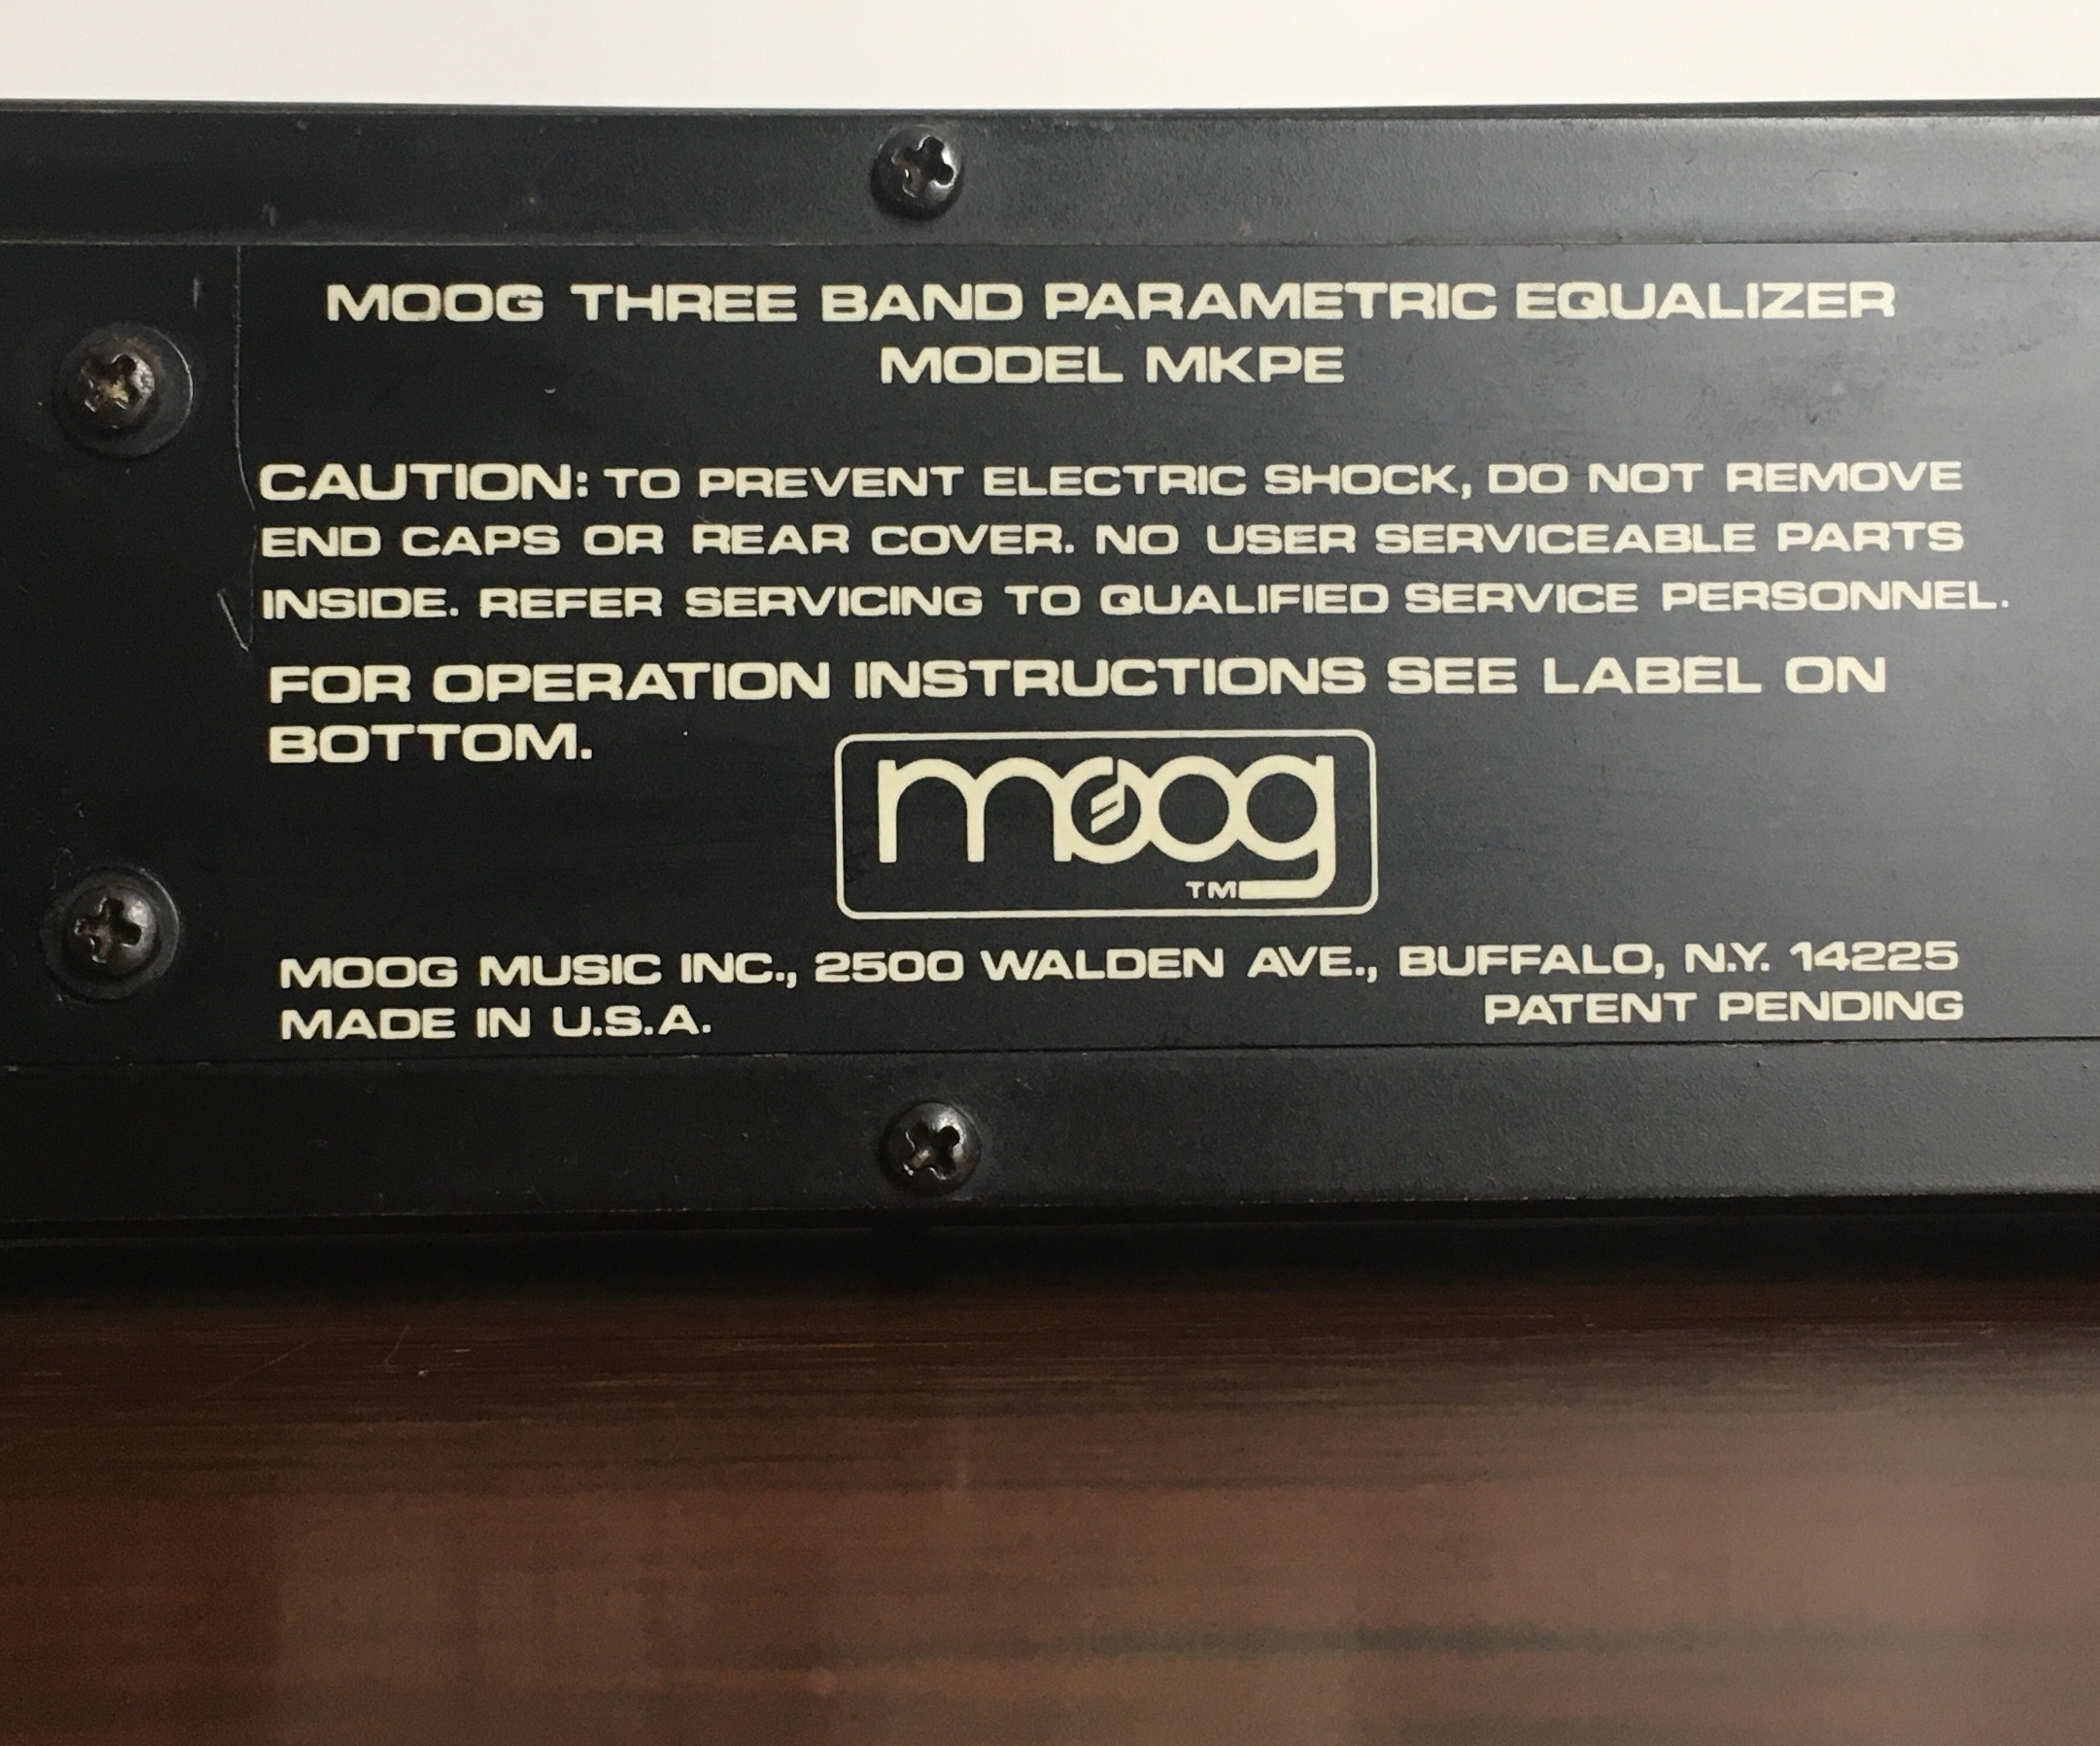 MOOG THREE BAND PARAMETRIC EQUALIZER
MODEL MKPE
CAUTION: TO PREVENT ELECTRIC SHOCK, DO NOT REMOVE
END CAPS OR REAR COVER. NO USER SERVICEABLE PARTS
INSIDE. REFER SERVICING TO QUALIFIED SERVICE PERSONNEL.
FOR OPERATION INSTRUCTIONS SEE LABEL ON
BOTTOM.
moog
TM
MOOG MUSIC INC., 2500 WALDEN AVE., BUFFALO, N.Y. 14225
MADE IN U.S.A. PATENT PENDING